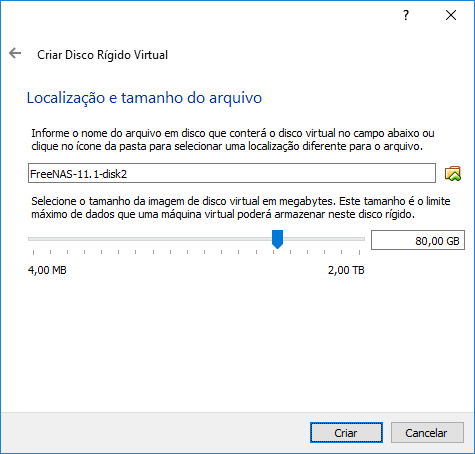 ?
Criar Disco Rígido Virtual
Localização e tamanho do arquivo
Informe o nome do arquivo em disco que conterá o disco virtual no campo abaixo ou
clique no ícone da pasta para selecionar uma localização diferente para o arquivo.
FreeNAS-11.1-disk2
Selecione o tamanho da imagem de disco virtual em megabytes. Este tamanho é o limite
máximo de dados que uma máquina virtual poderá armazenar neste disco rígido.
80,00 GB
4,00 MB 2,00 TB
Criar Cancelar